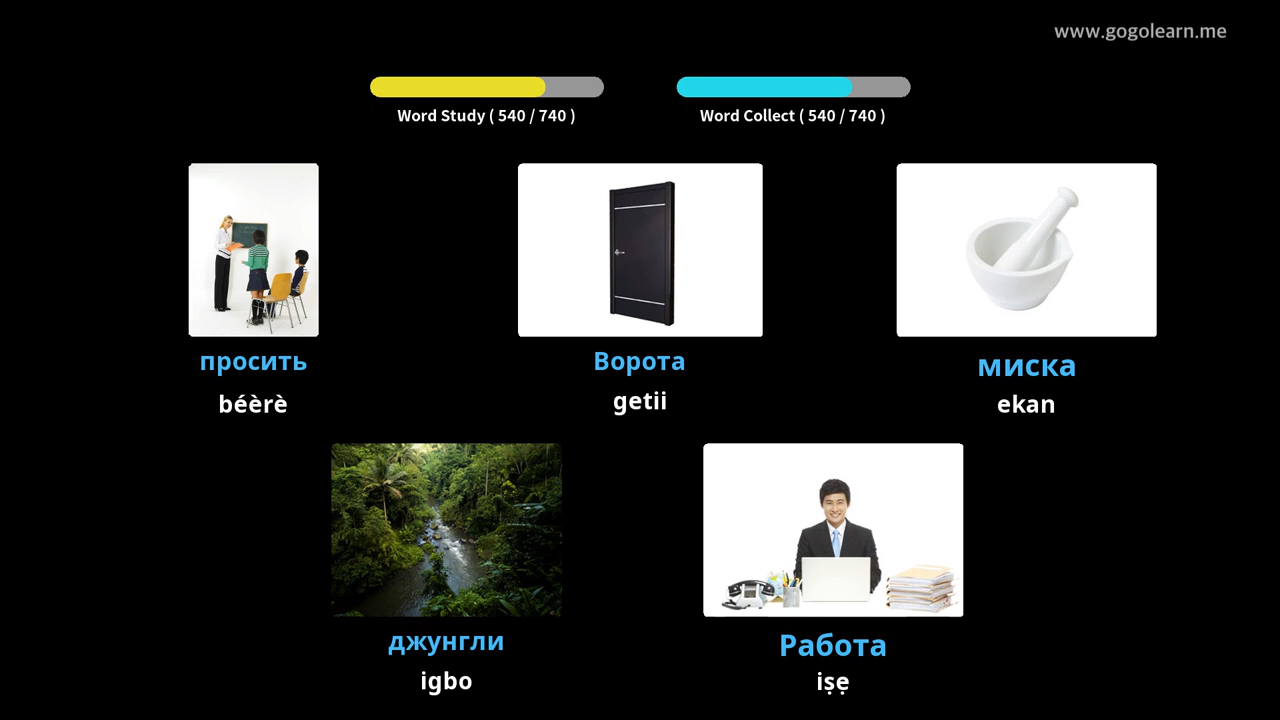 www.gogolearn.me
Word Study ( 540 / 740 )
Word Collect ( 540 / 740 )
просить
béèrè
Ворота
getii
миска
ekan
джунгли
igbo
Работа
iṣẹ